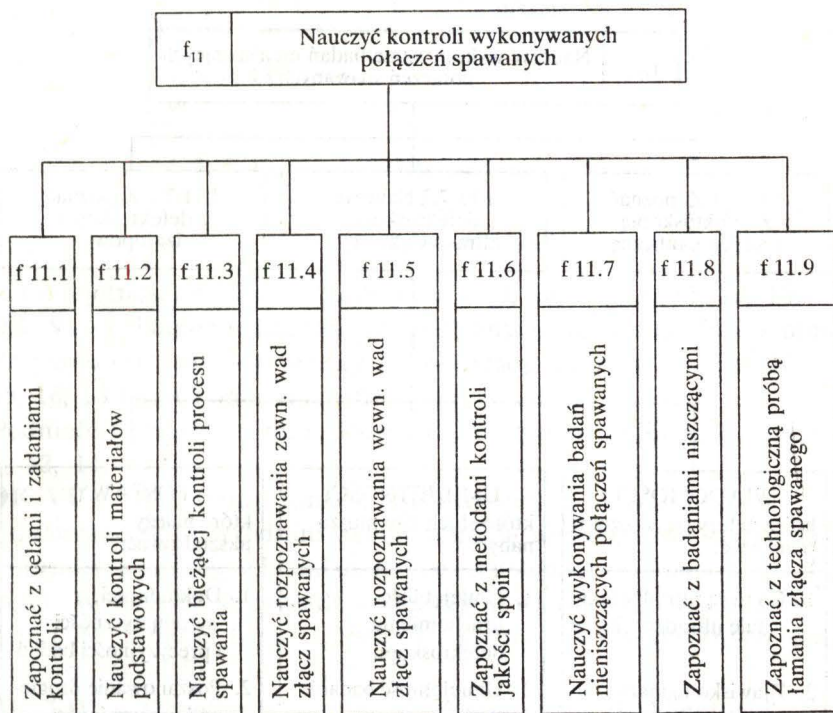 f₁₁
Nauczyć kontroli wykonywanych
połączeń spawanych
f 11.1
Zapoznać z celami i zadaniami
kontroli
f 11.2
Nauczyć kontroli materiałów
podstawowych
f 11.3
Nauczyć bieżącej kontroli procesu
spawania
f 11.4
Nauczyć rozpoznawania zewn. wad
złącz spawanych
f 11.5
Nauczyć rozpoznawania wewn. wad
złącz spawanych
f 11.6
Zapoznać z metodami kontroli
jakości spoin
f 11.7
Nauczyć wykonywania badań
nieniszczących połączeń spawanych
f 11.8
Zapoznać z badaniami niszczącymi
f 11.9
Zapoznać z technologiczną próbą
łamania złącza spawanego